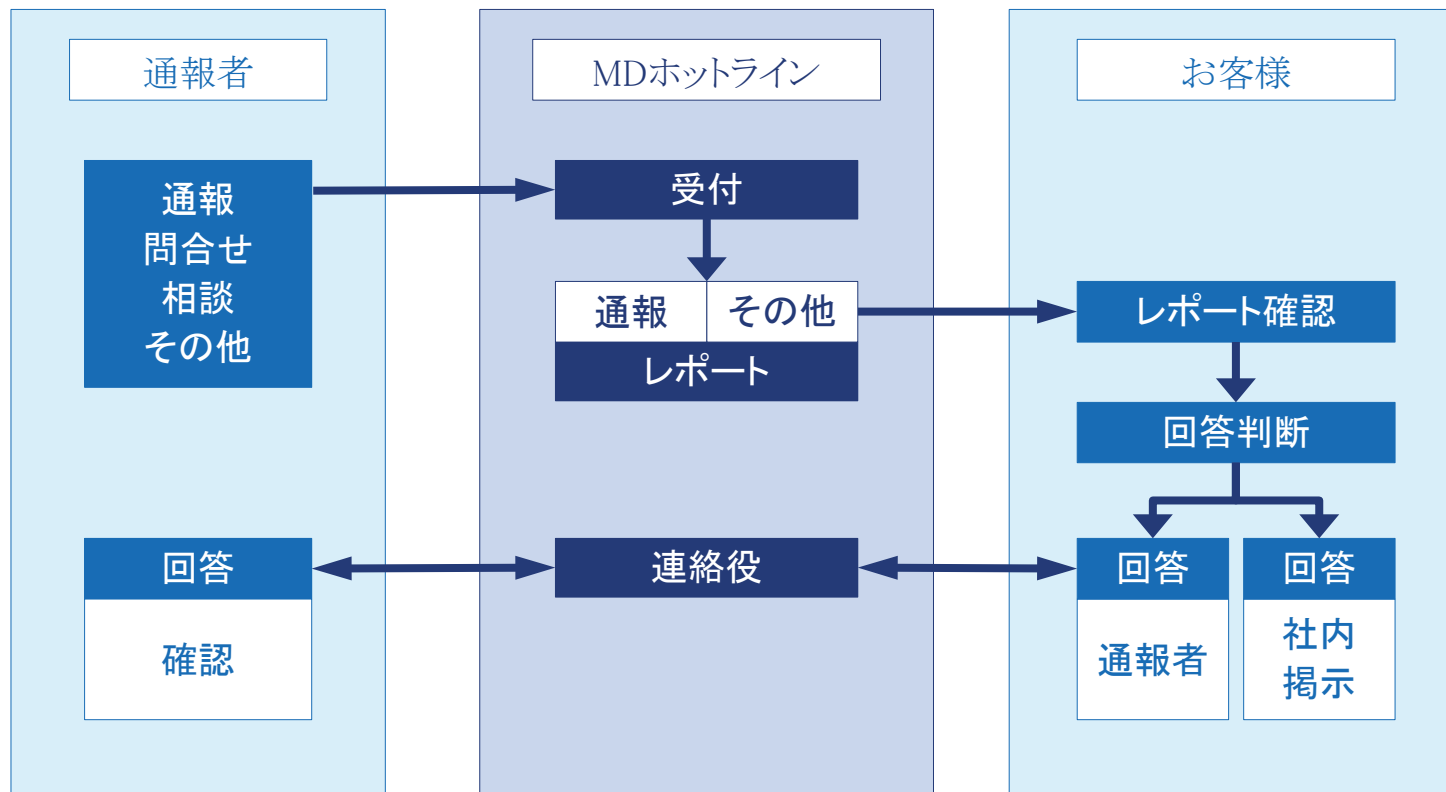 通報者
MDホットライン
お客様
通報
問合せ
相談
その他
受付
通報
その他
レポート
レポート確認
回答判断
回答
確認
連絡役
回答
通報者
回答
社内
掲示